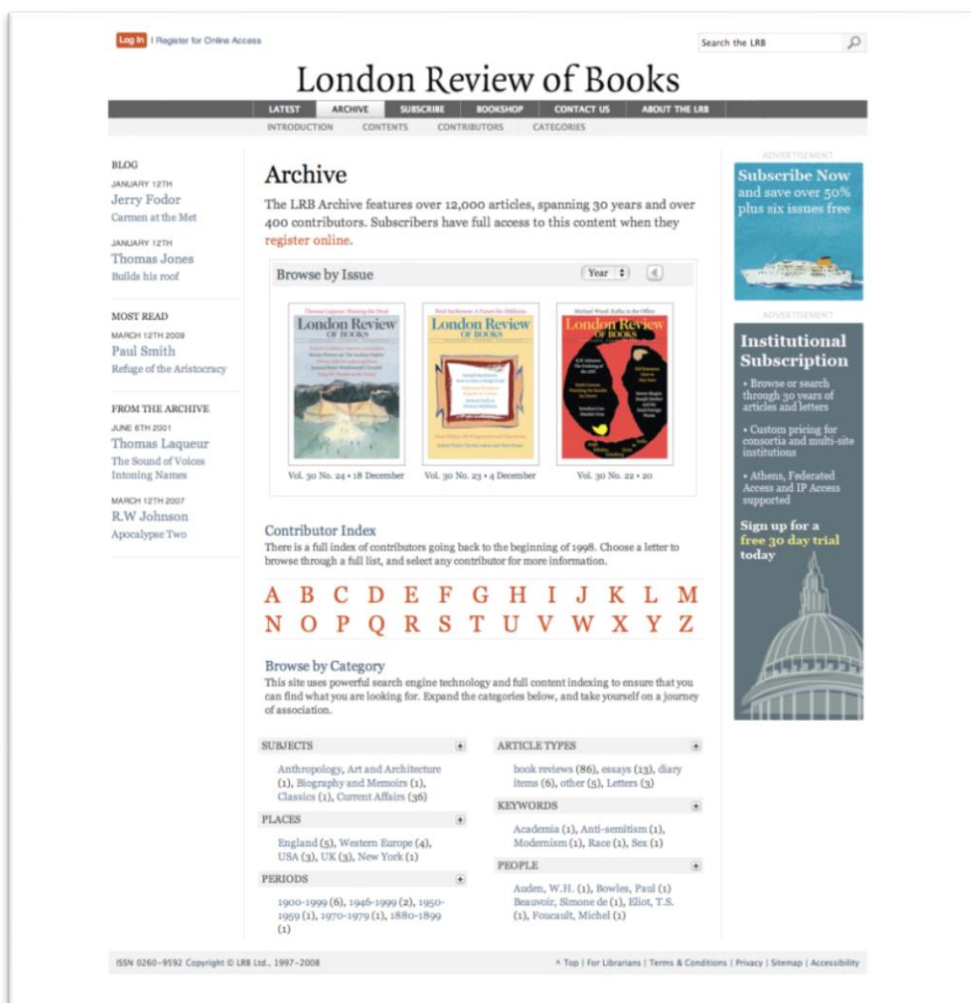 Log In | Register for Online Access
Search the LRB
London Review of Books
LATEST ARCHIVE SUBSCRIBE BOOKSHOP CONTACT US ABOUT THE LRB
INTRODUCTION CONTENTS CONTRIBUTORS CATEGORIES
BLOG
JANUARY 12TH
Jerry Fodor
Carmen at the Met
JANUARY 12TH
Thomas Jones
Builds his roof
MOST READ
MARCH 12TH 2009
Paul Smith
Refuge of the Aristocracy
FROM THE ARCHIVE
JUNE 6TH 2001
Thomas Laqueur
The Sound of Voices
Intoning Names
MARCH 12TH 2007
R.W Johnson
Apocalypse Two
Archive
The LRB Archive features over 12,000 articles, spanning 30 years and over
400 contributors. Subscribers have full access to this content when they
register online.
Browse by Issue
Year
Thomas Laqueur: Naming the Dead
London Review
OF BOOKS
Vol. 30 No. 24 • 18 December
London Review
OF BOOKS
Vol. 30 No. 23 • 4 December
Michael Wood: Kafka in the Office
London Review
OF BOOKS
Vol. 30 No. 22 • 20
Contributor Index
There is a full index of contributors going back to the beginning of 1998. Choose a letter to
browse through a full list, and select any contributor for more information.
A B C D E F G H I J K L M
N O P Q R S T U V W X Y Z
Browse by Category
This site uses powerful search engine technology and full content indexing to ensure that you
can find what you are looking for. Expand the categories below, and take yourself on a journey
of association.
SUBJECTS
Anthropology, Art and Architecture
(1), Biography and Memoirs (1),
Classics (1), Current Affairs (36)
PLACES
England (5), Western Europe (4),
USA (3), UK (3), New York (1)
PERIODS
1900-1999 (6), 1946-1999 (2), 1950-
1959 (1), 1970-1979 (1), 1880-1899
(1)
ARTICLE TYPES
book reviews (86), essays (13), diary
items (6), other (5), Letters (3)
KEYWORDS
Academia (1), Anti-semitism (1),
Modernism (1), Race (1), Sex (1)
PEOPLE
Auden, W.H. (1), Bowles, Paul (1)
Beauvoir, Simone de (1), Eliot, T.S.
(1), Foucault, Michel (1)
ADVERTISEMENT
Subscribe Now
and save over 50%
plus six issues free
ADVERTISEMENT
Institutional
Subscription
• Browse or search
through 30 years of
articles and letters
• Custom pricing for
consortia and multi-site
institutions
• Athens, Federated
Access and IP Access
supported
Sign up for a
free 30 day trial
today
ISSN 0260-9592 Copyright © LRB Ltd., 1997-2008
^ Top | For Librarians | Terms & Conditions | Privacy | Sitemap | Accessibility